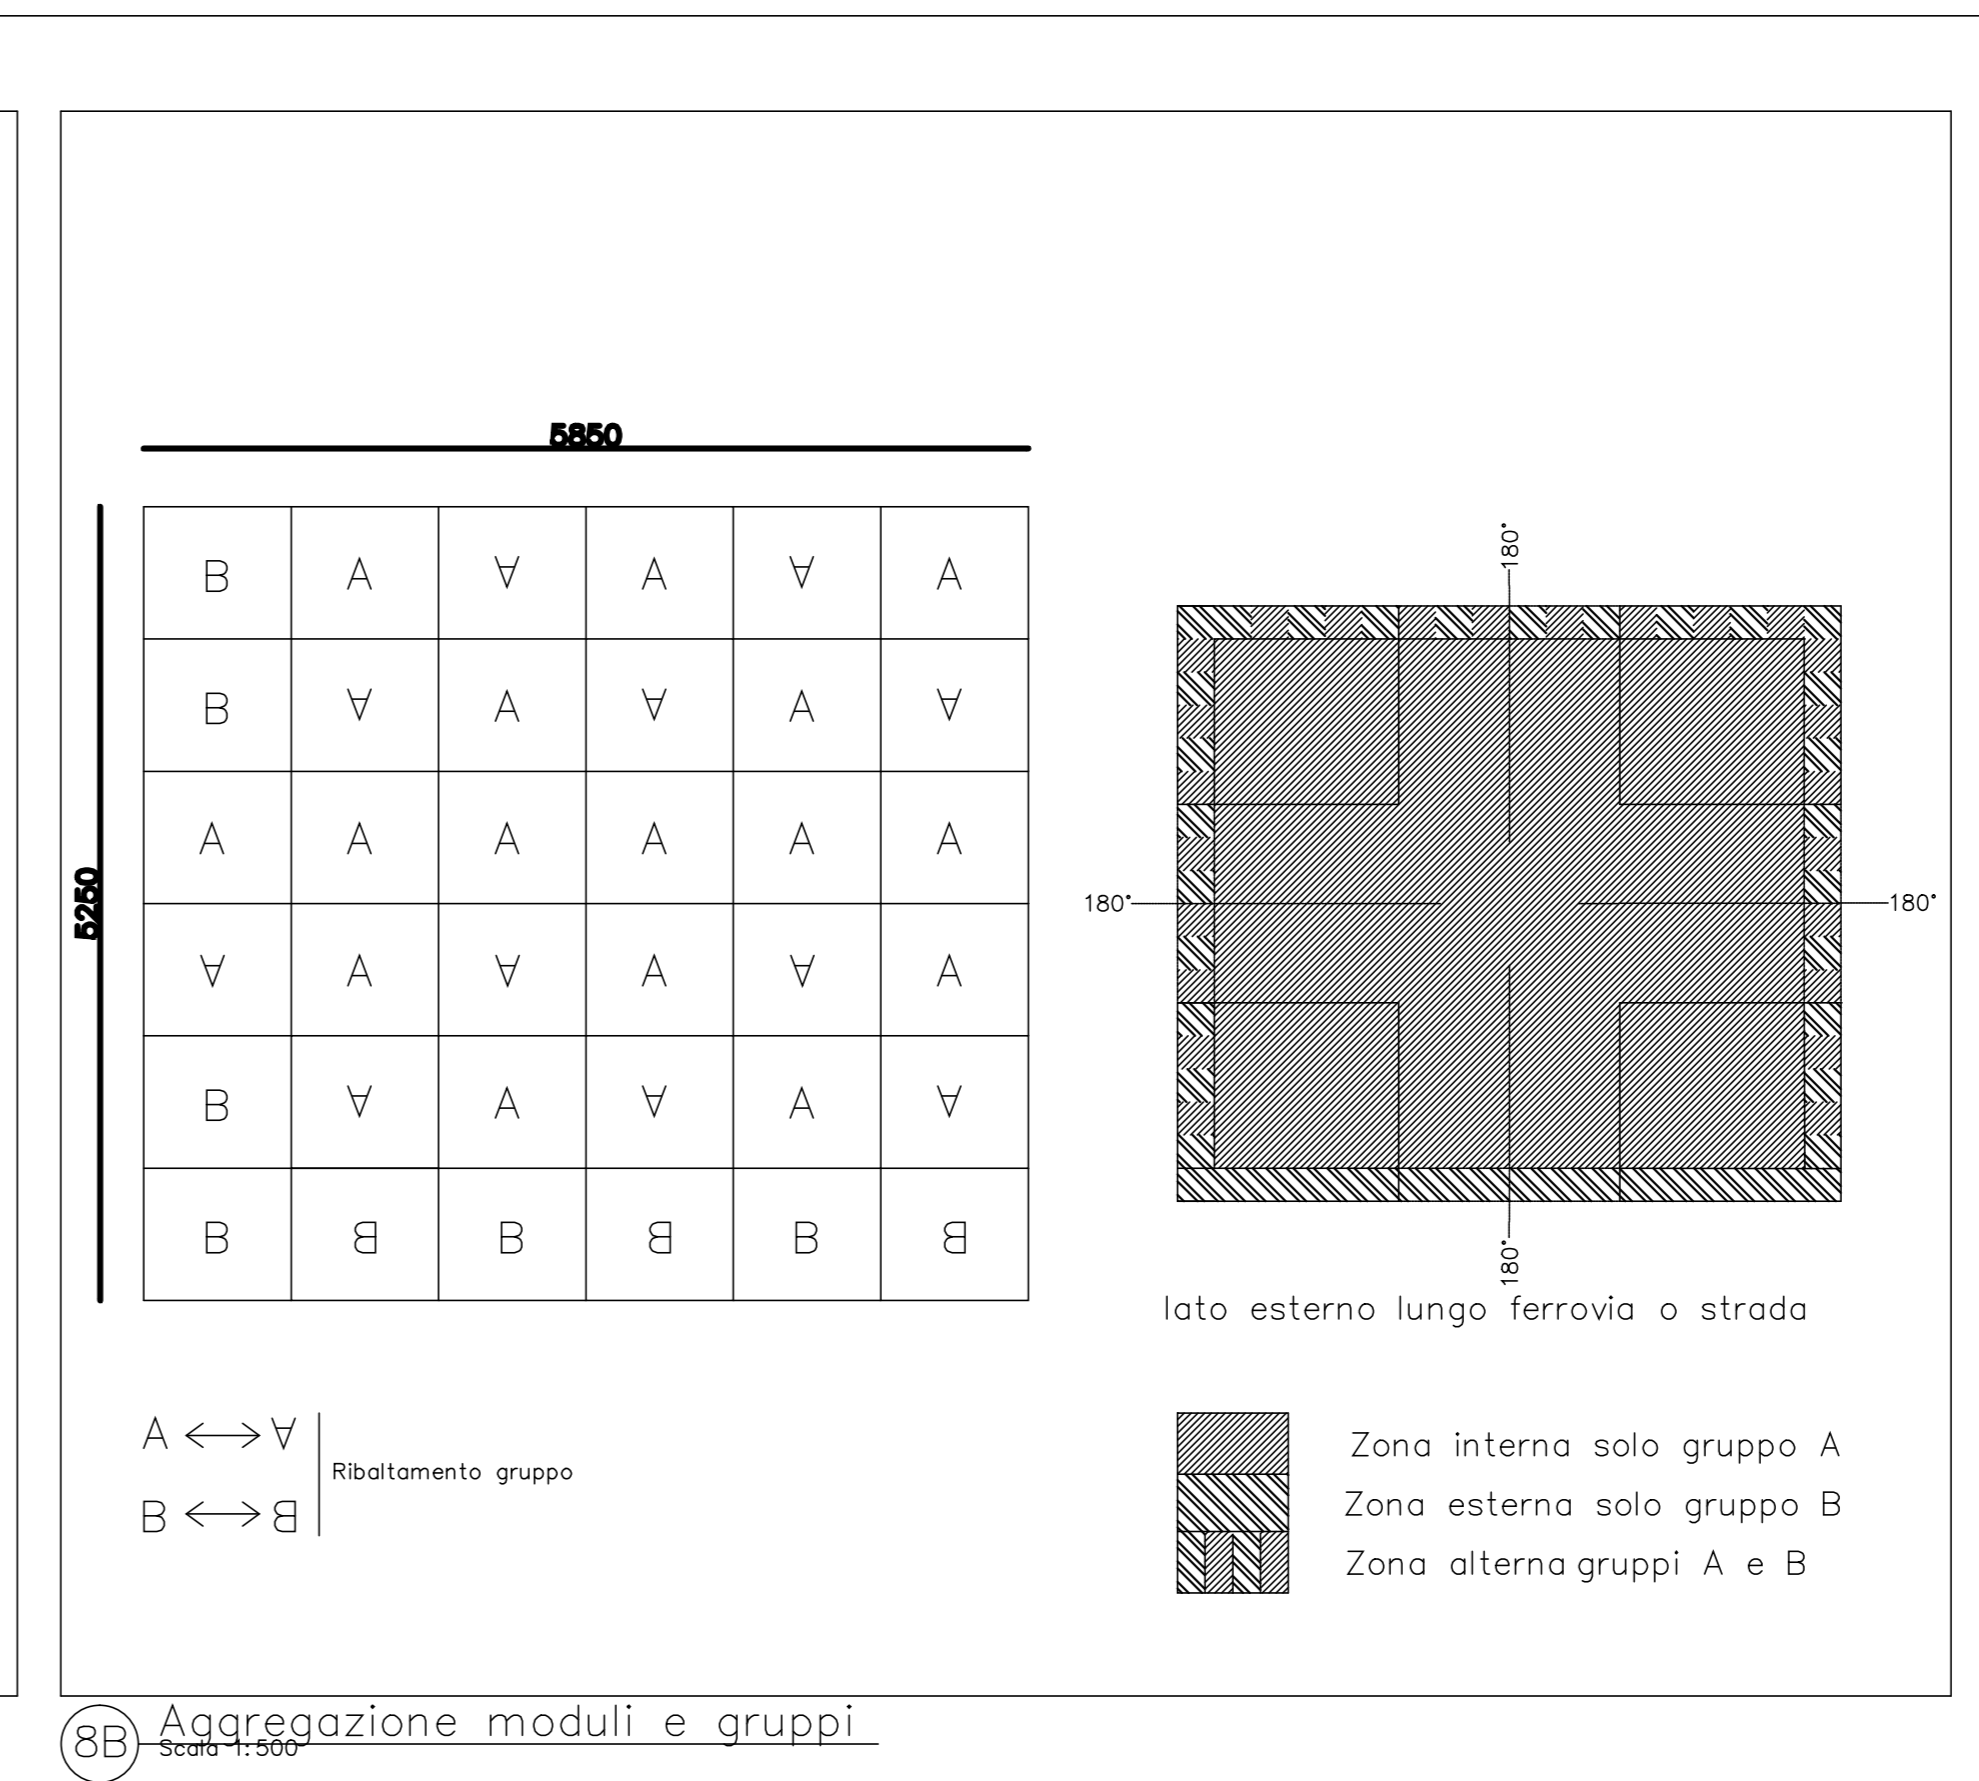 5850
5250
B A ∀ A ∀ A
B ∀ A ∀ A ∀
A A A A A A
∀ A ∀ A ∀ A
B ∀ A ∀ A ∀
B ᗺ B ᗺ B ᗺ
A ↔ ∀
B ↔ ᗺ
Ribaltamento gruppo
180°
180°
180°
180°
lato esterno lungo ferrovia o strada
Zona interna solo gruppo A
Zona esterna solo gruppo B
Zona alterna gruppi A e B
8B
Aggregazione moduli e gruppi
Scala 1:500